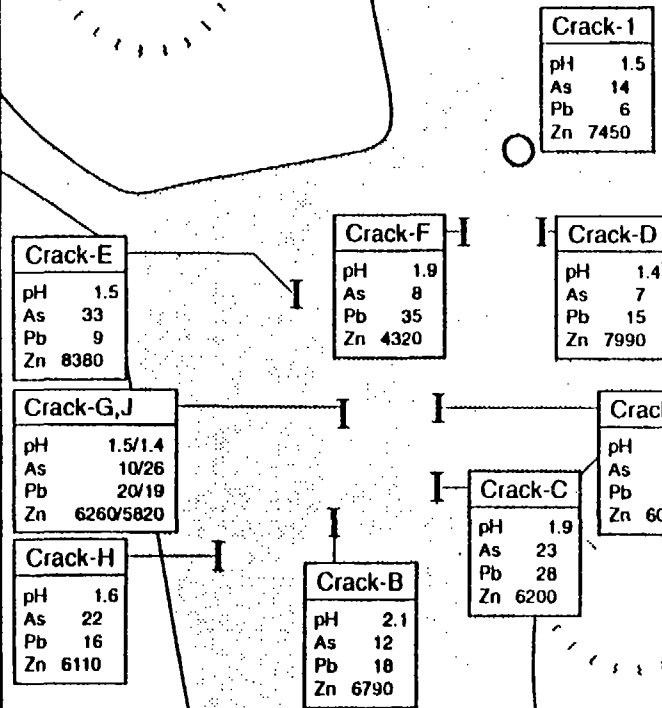 Crack-1
pH 1.5
As 14
Pb 6
Zn 7450
Crack-F
pH 1.9
As 8
Pb 35
Zn 4320
Crack-D
pH 1.4
As 7
Pb 15
Zn 7990
Crack-E
pH 1.5
As 33
Pb 9
Zn 8380
Crack-G,J
pH 1.5/1.4
As 10/26
Pb 20/19
Zn 6260/5820
Crac
pH
As
Pb
Zn 60
Crack-C
pH 1.9
As 23
Pb 28
Zn 6200
Crack-H
pH 1.6
As 22
Pb 16
Zn 6110
Crack-B
pH 2.1
As 12
Pb 18
Zn 6790